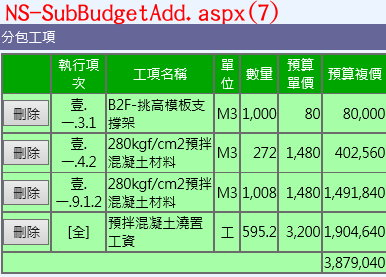 NS-SubBudgetAdd.aspx(7)
分包工項
執行項次 工項名稱 單位 數量 預算單價 預算複價
刪除 壹.一.3.1 B2F-挑高模板支撐架 M3 1,000 80 80,000
刪除 壹.一.4.2 280kgf/cm2預拌混凝土材料 M3 272 1,480 402,560
刪除 壹.一.9.1.2 280kgf/cm2預拌混凝土材料 M3 1,008 1,480 1,491,840
刪除 [全] 預拌混凝土澆置工資 工 595.2 3,200 1,904,640
3,879,040